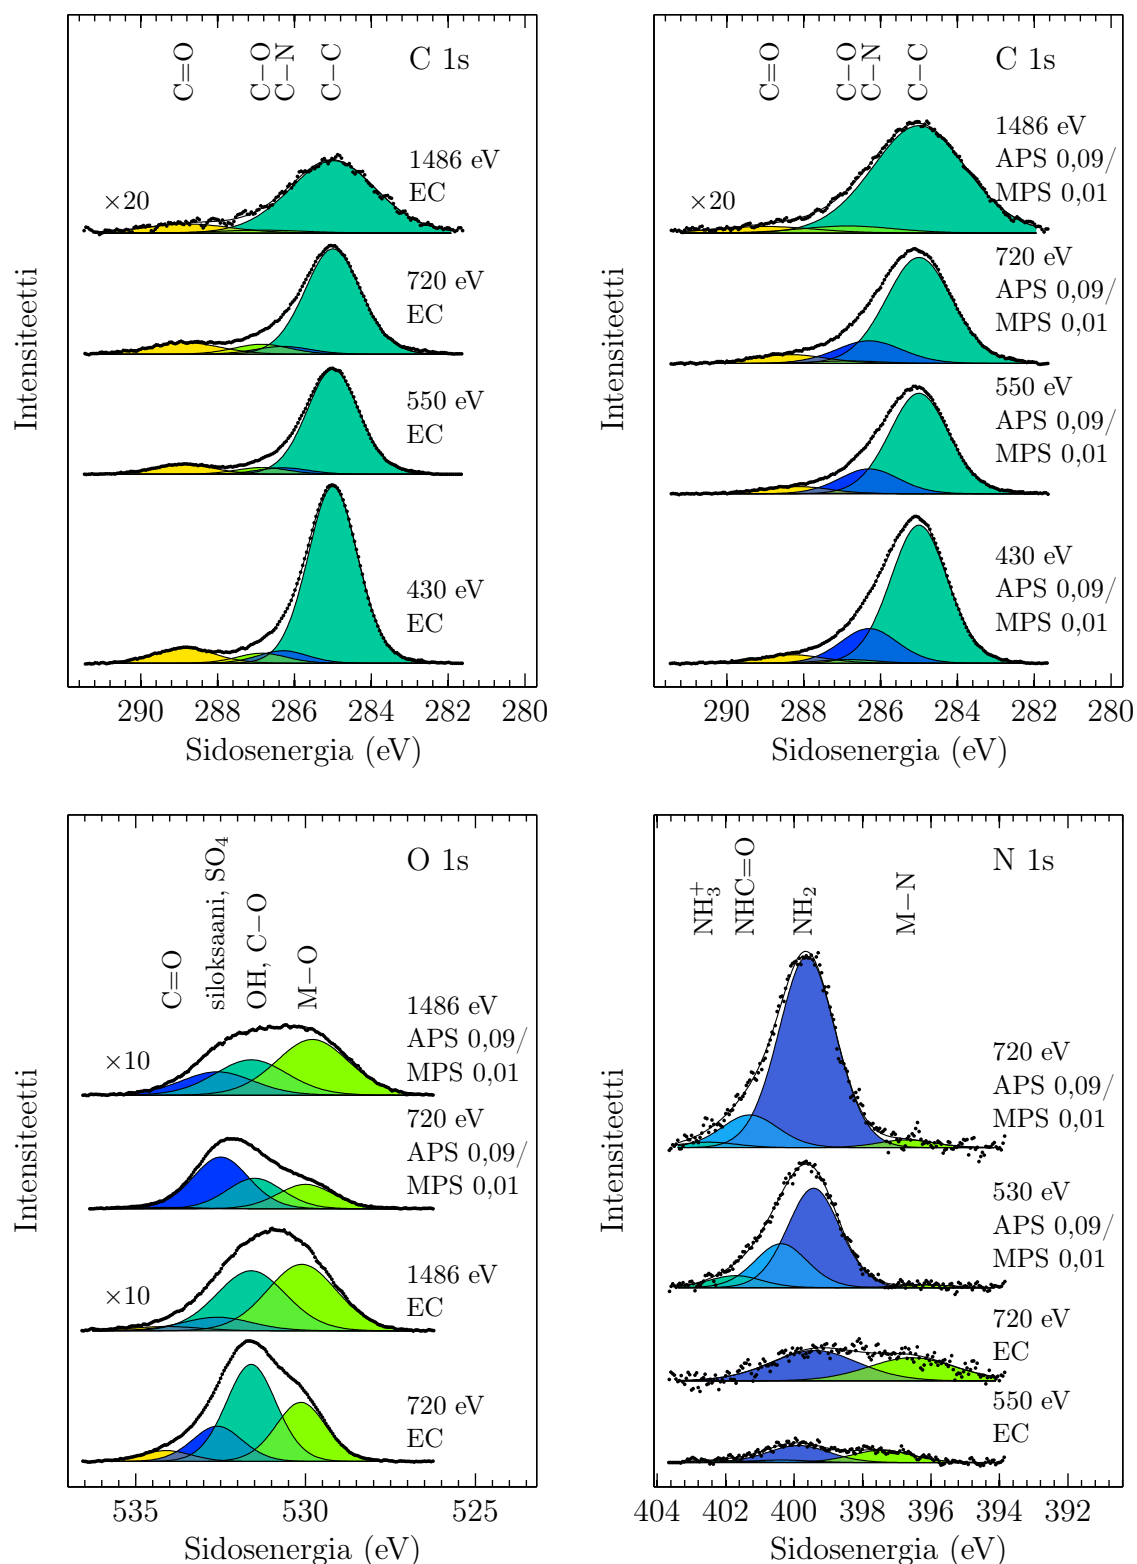 C=O
C−O
C−N
C−C
C 1s
1486 eV
EC
×20
720 eV
EC
550 eV
EC
430 eV
EC
Intensiteetti
290
288
286
284
282
280
Sidosenergia (eV)
C=O
C−O
C−N
C−C
C 1s
1486 eV
APS 0,09/
MPS 0,01
×20
720 eV
APS 0,09/
MPS 0,01
550 eV
APS 0,09/
MPS 0,01
430 eV
APS 0,09/
MPS 0,01
Intensiteetti
290
288
286
284
282
280
Sidosenergia (eV)
C=O
siloksaani, SO₄
OH, C−O
M−O
O 1s
1486 eV
APS 0,09/
MPS 0,01
×10
720 eV
APS 0,09/
MPS 0,01
1486 eV
EC
×10
720 eV
EC
Intensiteetti
535
530
525
Sidosenergia (eV)
NH₃⁺
NHC=O
NH₂
M−N
N 1s
720 eV
APS 0,09/
MPS 0,01
530 eV
APS 0,09/
MPS 0,01
720 eV
EC
550 eV
EC
Intensiteetti
404
402
400
398
396
394
392
Sidosenergia (eV)